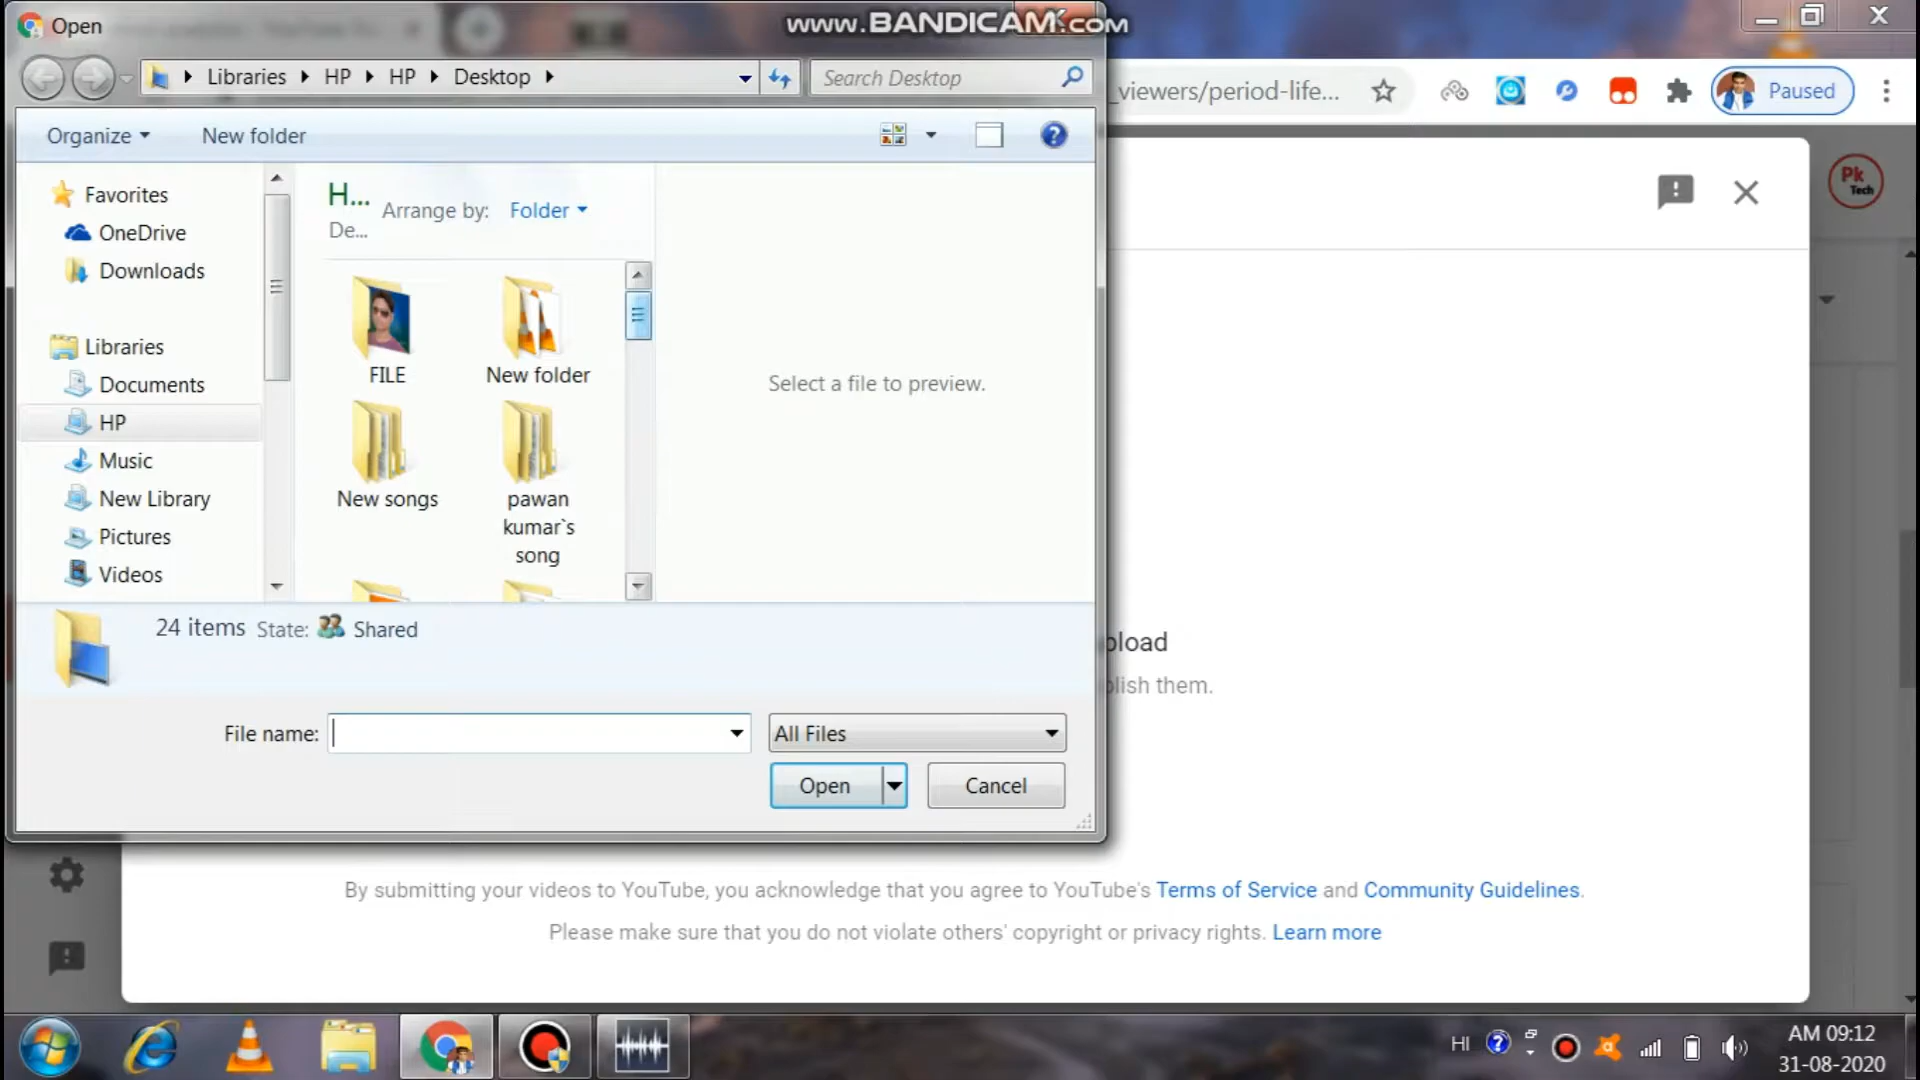 Open
www.BANDICAM.COM
Libraries HP HP Desktop
Search Desktop
_viewers/period-life...
Paused
Organize
New folder
Favorites
OneDrive
Downloads
Libraries
Documents
HP
Music
New Library
Pictures
Videos
H...
De...
Arrange by: Folder
FILE
New folder
New songs
pawan
kumar`s
song
Select a file to preview.
Pk
Tech
24 items State: Shared
pload
blish them.
File name:
All Files
Open
Cancel
By submitting your videos to YouTube, you acknowledge that you agree to YouTube's Terms of Service and Community Guidelines.
Please make sure that you do not violate others' copyright or privacy rights. Learn more
HI
AM 09:12
31-08-2020